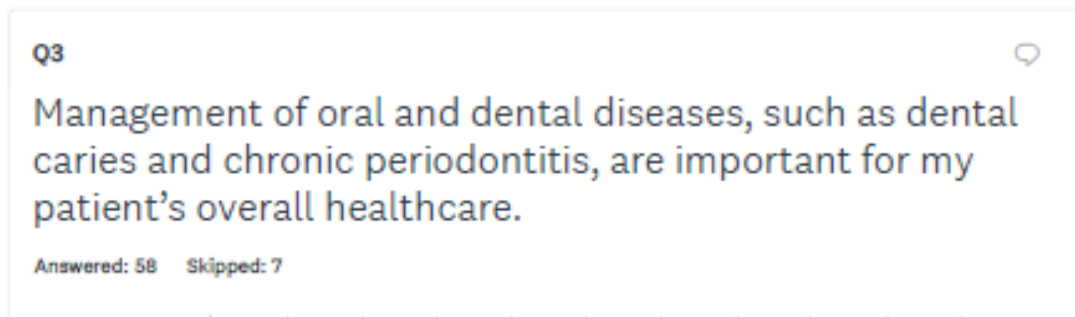 Q3
Management of oral and dental diseases, such as dental
caries and chronic periodontitis, are important for my
patient’s overall healthcare.
Answered: 58 Skipped: 7